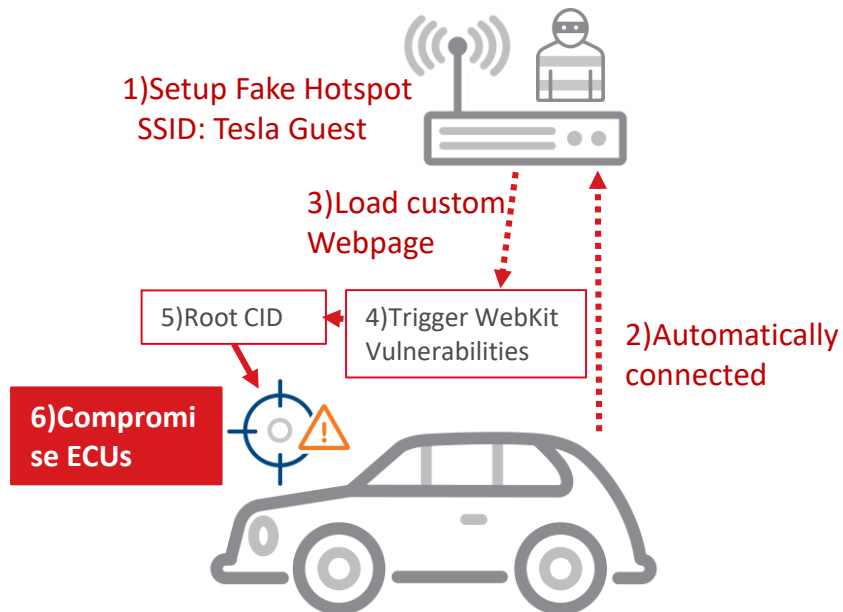 1)Setup Fake Hotspot
SSID: Tesla Guest
3)Load custom
Webpage
5)Root CID
4)Trigger WebKit
Vulnerabilities
2)Automatically
connected
6)Compromi
se ECUs